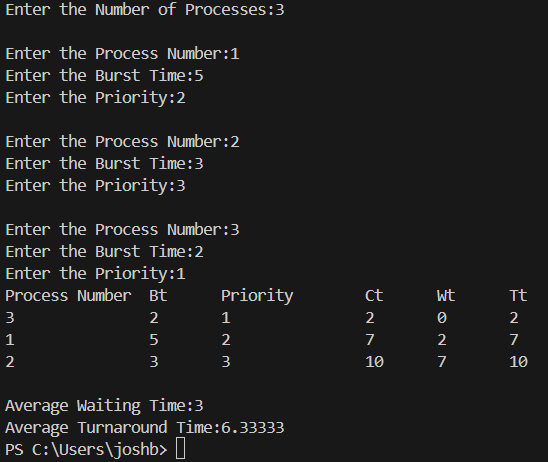 Enter the Number of Processes:3
Enter the Process Number:1
Enter the Burst Time:5
Enter the Priority:2
Enter the Process Number:2
Enter the Burst Time:3
Enter the Priority:3
Enter the Process Number:3
Enter the Burst Time:2
Enter the Priority:1
Process Number Bt Priority Ct Wt Tt
3 2 1 2 0 2
1 5 2 7 2 7
2 3 3 10 7 10
Average Waiting Time:3
Average Turnaround Time:6.33333
PS C:\Users\joshb>